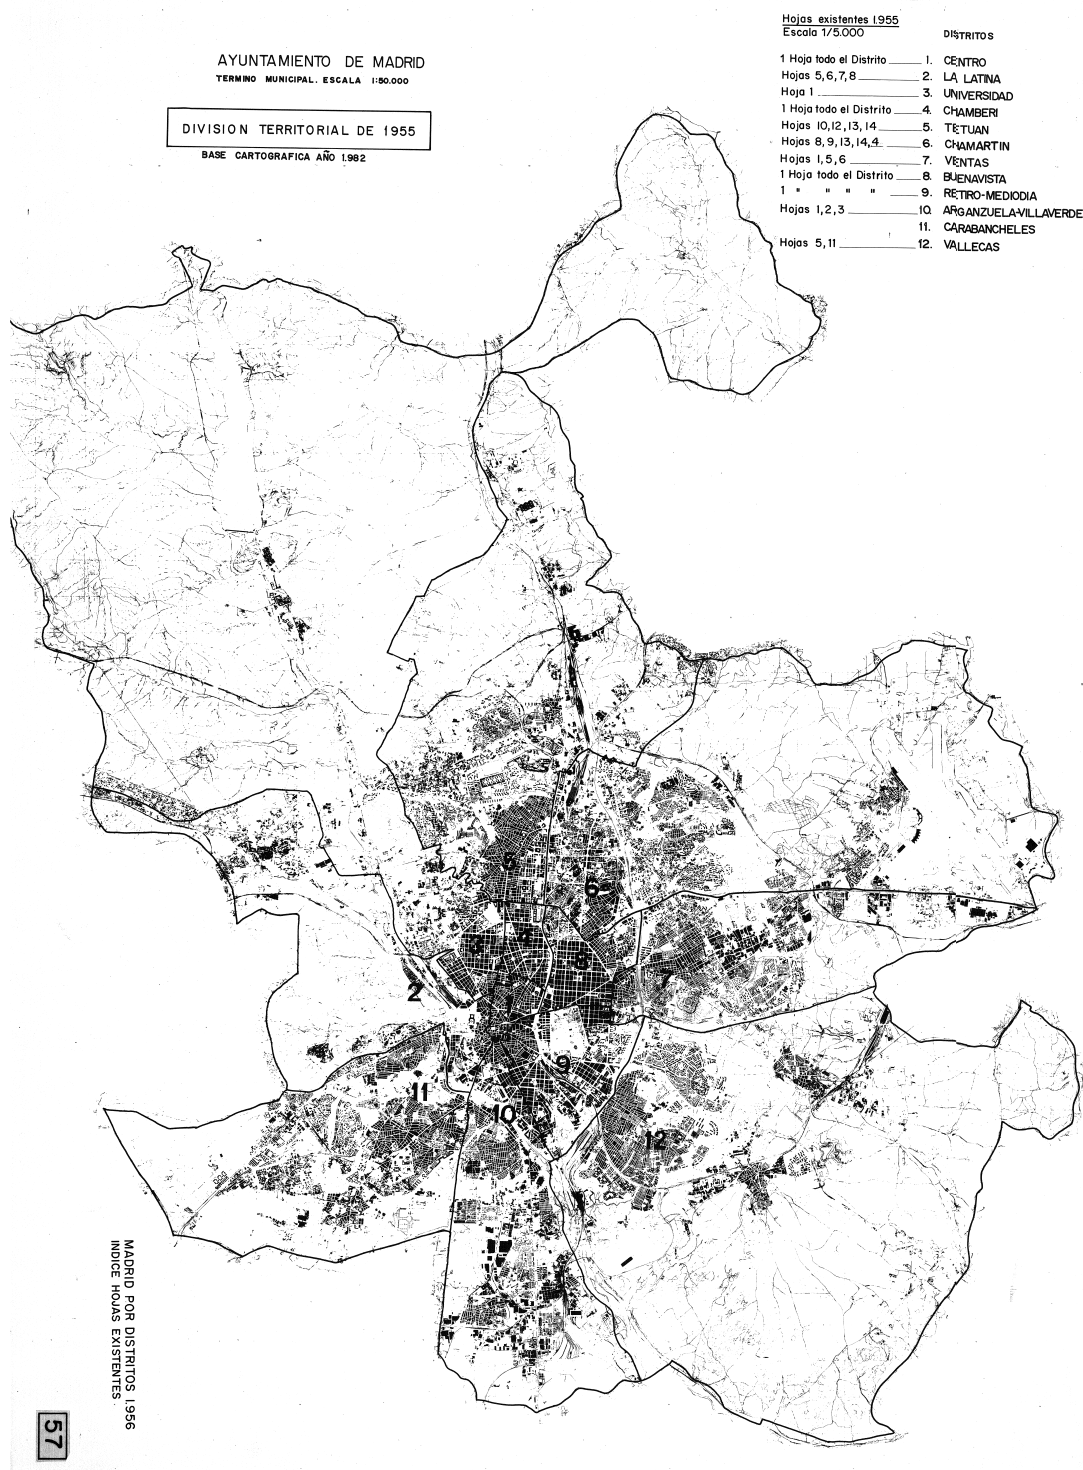 AYUNTAMIENTO DE MADRID
TERMINO MUNICIPAL. ESCALA 1:50.000
DIVISION TERRITORIAL DE 1955
BASE CARTOGRAFICA AÑO 1.982
Hojas existentes 1.955
Escala 1/5.000
DISTRITOS
1 Hoja todo el Distrito 1. CENTRO
Hojas 5,6,7,8 2. LA LATINA
Hoja 1 3. UNIVERSIDAD
1 Hoja todo el Distrito 4. CHAMBERI
Hojas 10,12,13,14 5. TETUAN
Hojas 8,9,13,14,4 6. CHAMARTIN
Hojas 1,5,6 7. VENTAS
1 Hoja todo el Distrito 8. BUENAVISTA
1 " " " " 9. RETIRO-MEDIODIA
Hojas 1,2,3 10. ARGANZUELA-VILLAVERDE
11. CARABANCHELES
Hojas 5,11 12. VALLECAS
5
6
3
4
8
2
1
7
9
11
10
12
MADRID POR DISTRITOS 1.956
INDICE HOJAS EXISTENTES
57